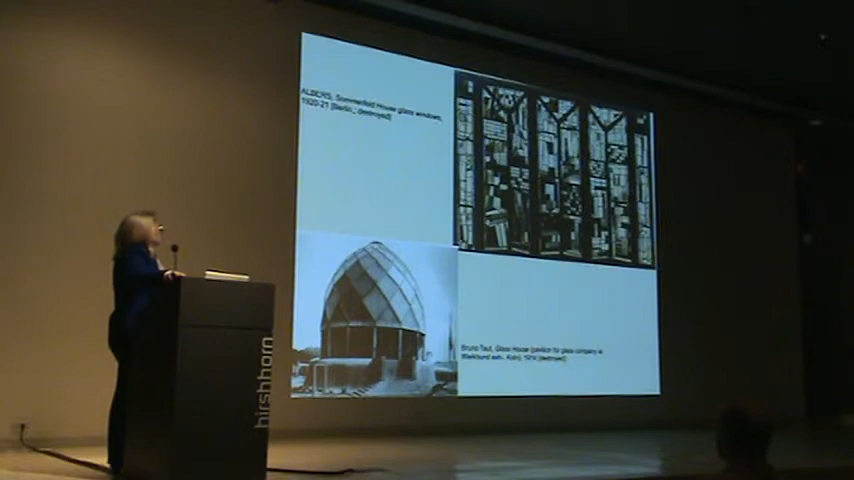 ALBERS, Sommerfeld House glass windows,
1920-21 [Berlin,; destroyed]
Bruno Taut, Glass House (pavilion for glass company at
Werkbund exh., Koln), 1914 [destroyed]
hirshhorn